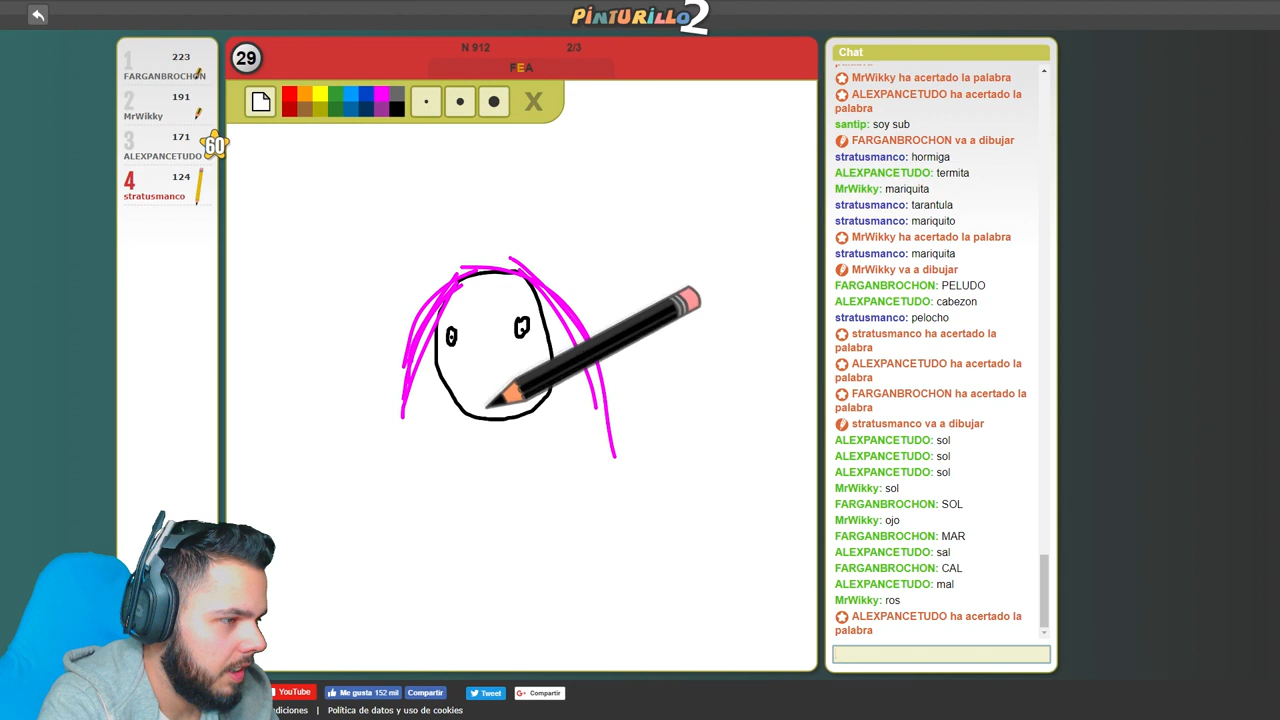 PINTURILLO 2
1 223
FARGANBROCHON
2 191
MrWikky
3 171
ALEXPANCETUDO 60
4 124
stratusmanco
29
N 912 2/3
FEA
X
Chat
MrWikky ha acertado la palabra
ALEXPANCETUDO ha acertado la
palabra
santip: soy sub
FARGANBROCHON va a dibujar
stratusmanco: hormiga
ALEXPANCETUDO: termita
MrWikky: mariquita
stratusmanco: tarantula
stratusmanco: mariquito
MrWikky ha acertado la palabra
stratusmanco: mariquita
MrWikky va a dibujar
FARGANBROCHON: PELUDO
ALEXPANCETUDO: cabezon
stratusmanco: pelocho
stratusmanco ha acertado la
palabra
ALEXPANCETUDO ha acertado la
palabra
FARGANBROCHON ha acertado la
palabra
stratusmanco va a dibujar
ALEXPANCETUDO: sol
ALEXPANCETUDO: sol
ALEXPANCETUDO: sol
MrWikky: sol
FARGANBROCHON: SOL
MrWikky: ojo
FARGANBROCHON: MAR
ALEXPANCETUDO: sal
FARGANBROCHON: CAL
ALEXPANCETUDO: mal
MrWikky: ros
ALEXPANCETUDO ha acertado la
palabra
YouTube Me gusta 152 mil Compartir Tweet G+ Compartir
diciones | Política de datos y uso de cookies